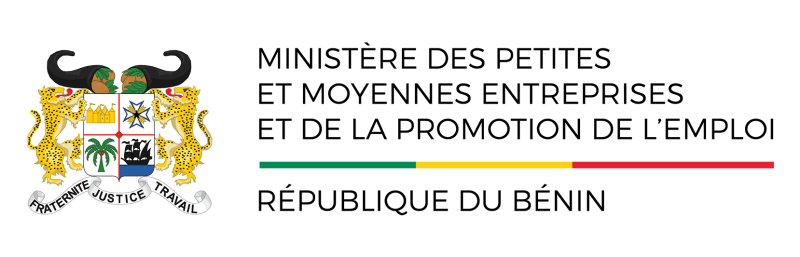 MINISTÈRE DES PETITES
ET MOYENNES ENTREPRISES
ET DE LA PROMOTION DE L'EMPLOI
RÉPUBLIQUE DU BÉNIN
FRATERNITE JUSTICE TRAVAIL